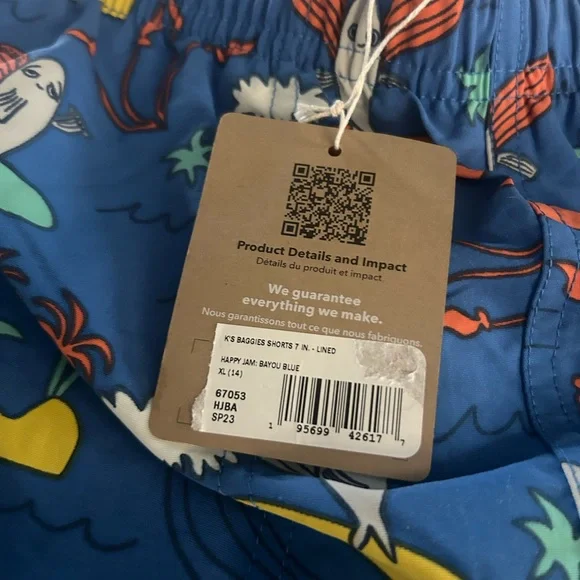 Product Details and Impact
Détails du produit et impact
We guarantee
everything we make.
Nous garantissons tout ce que nous fabriquons.
K'S BAGGIES SHORTS 7 IN. - LINED
HAPPY JAM: BAYOU BLUE
XL (14)
67053
HJBA
SP23
1 95699 42617 7